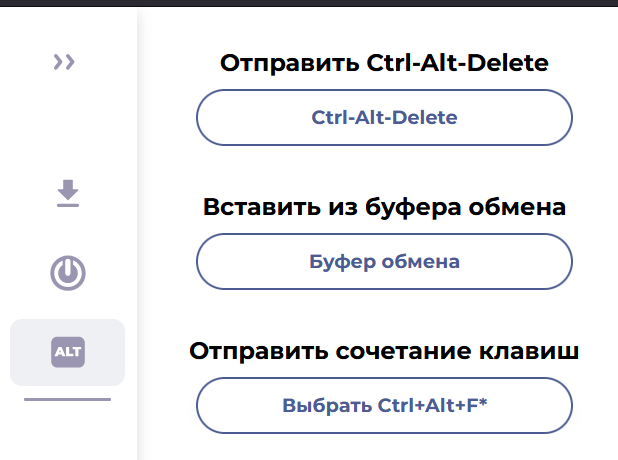 Отправить Ctrl-Alt-Delete
Ctrl-Alt-Delete
Вставить из буфера обмена
Буфер обмена
ALT
Отправить сочетание клавиш
Выбрать Ctrl+Alt+F*